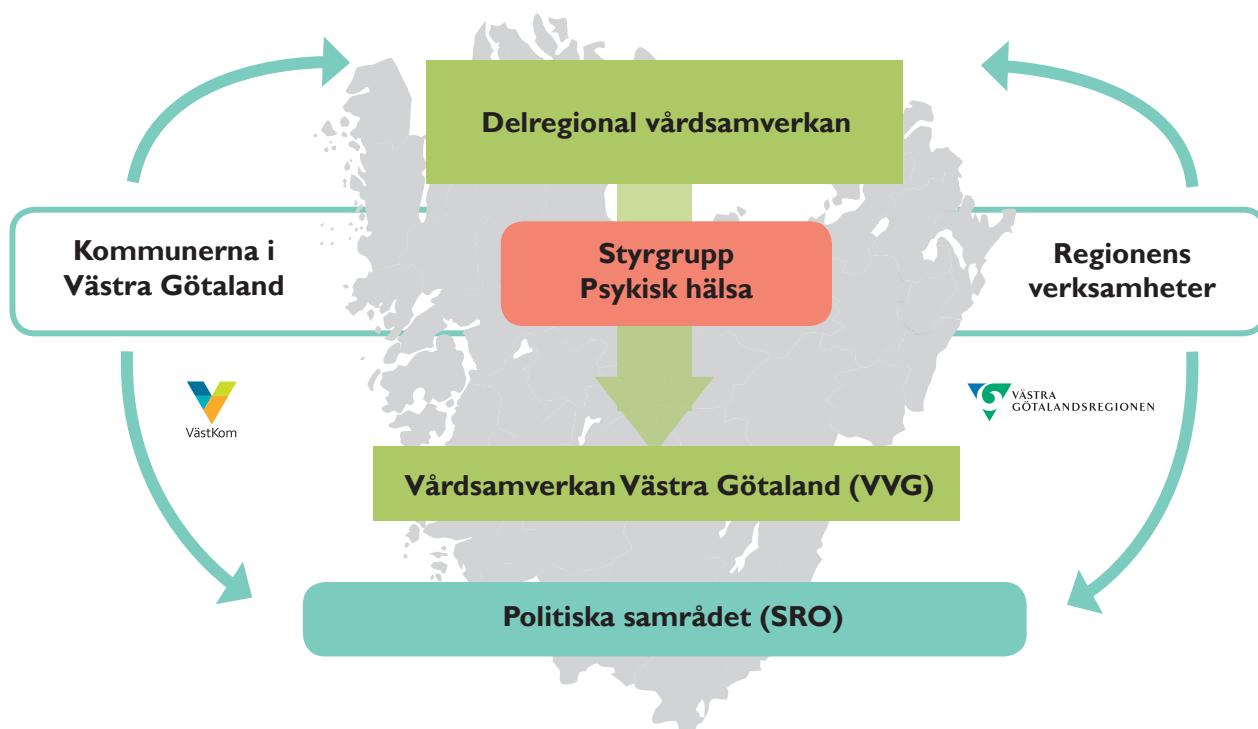 Delregional vårdsamverkan
Kommunerna i
Västra Götaland
Styrgrupp
Psykisk hälsa
Regionens
verksamheter
VästKom
VÄSTRA
GÖTALANDSREGIONEN
Vårdsamverkan Västra Götaland (VVG)
Politiska samrådet (SRO)